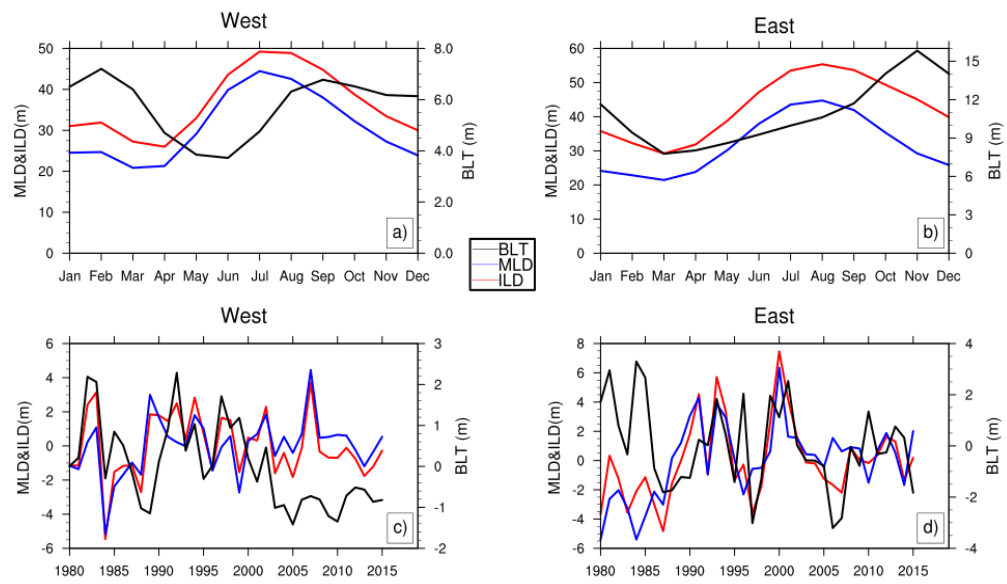 West
East
50
40
30
20
10
0
MLD&ILD(m)
8.0
6.0
4.0
2.0
0.0
BLT (m)
a)
Jan Feb Mar Apr May Jun Jul Aug Sep Oct Nov Dec
60
50
40
30
20
10
0
MLD&ILD(m)
15
12
9
6
3
0
BLT (m)
b)
Jan Feb Mar Apr May Jun Jul Aug Sep Oct Nov Dec
BLT
MLD
ILD
West
East
6
4
2
0
-2
-4
-6
MLD&ILD(m)
3
2
1
0
-1
-2
BLT (m)
c)
1980 1985 1990 1995 2000 2005 2010 2015
8
6
4
2
0
-2
-4
-6
MLD&ILD(m)
4
2
0
-2
-4
BLT (m)
d)
1980 1985 1990 1995 2000 2005 2010 2015